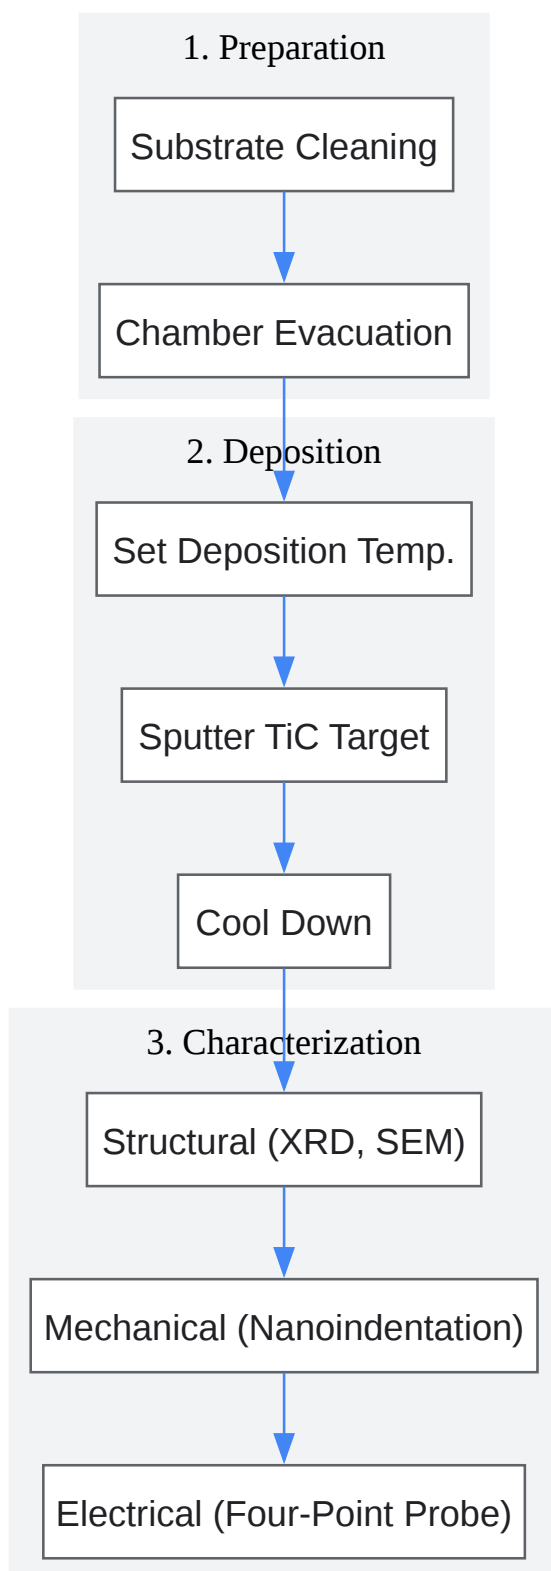 1. Preparation
Substrate Cleaning
Chamber Evacuation
2. Deposition
Set Deposition Temp.
Sputter TiC Target
Cool Down
3. Characterization
Structural (XRD, SEM)
Mechanical (Nanoindentation)
Electrical (Four-Point Probe)